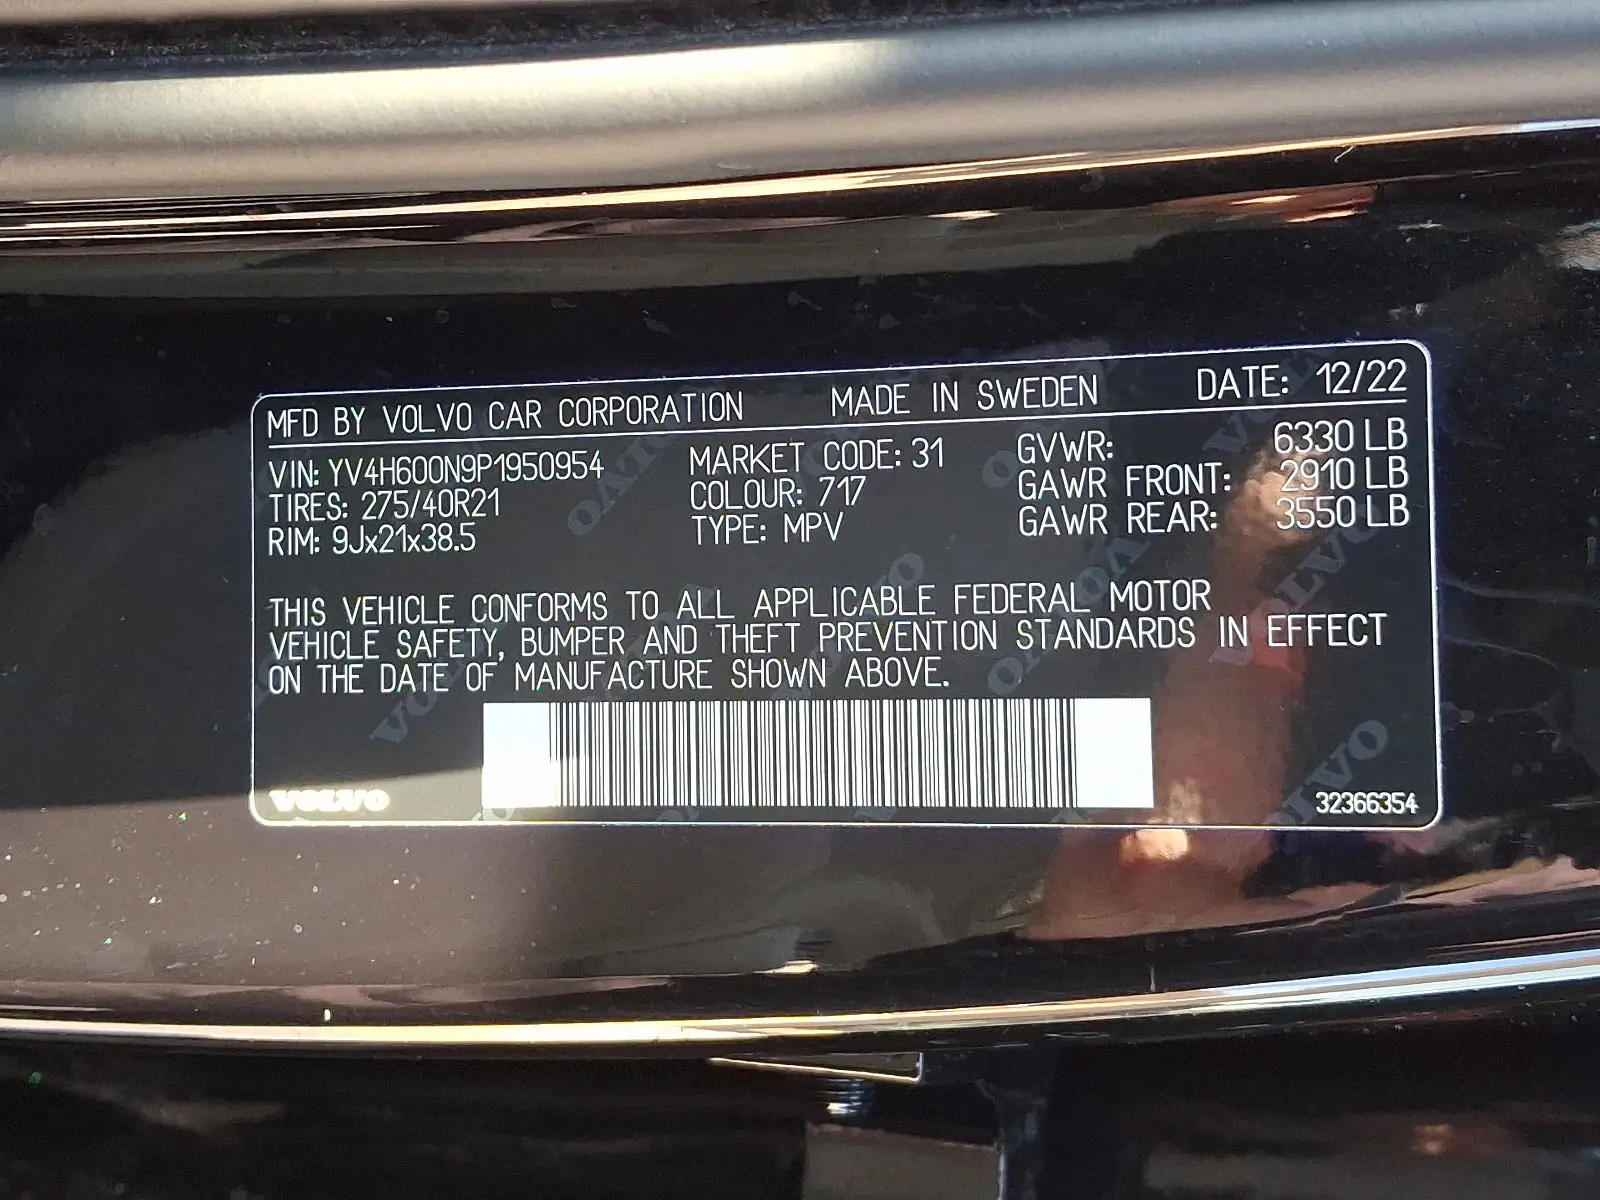 MFD BY VOLVO CAR CORPORATION MADE IN SWEDEN DATE: 12/22
VIN: YV4H600N9P1950954 MARKET CODE: 31 GVWR: 6330 LB
TIRES: 275/40R21 COLOUR: 717 GAWR FRONT: 2910 LB
RIM: 9Jx21x38.5 TYPE: MPV GAWR REAR: 3550 LB
THIS VEHICLE CONFORMS TO ALL APPLICABLE FEDERAL MOTOR
VEHICLE SAFETY, BUMPER AND THEFT PREVENTION STANDARDS IN EFFECT
ON THE DATE OF MANUFACTURE SHOWN ABOVE.
VOLVO 32366354